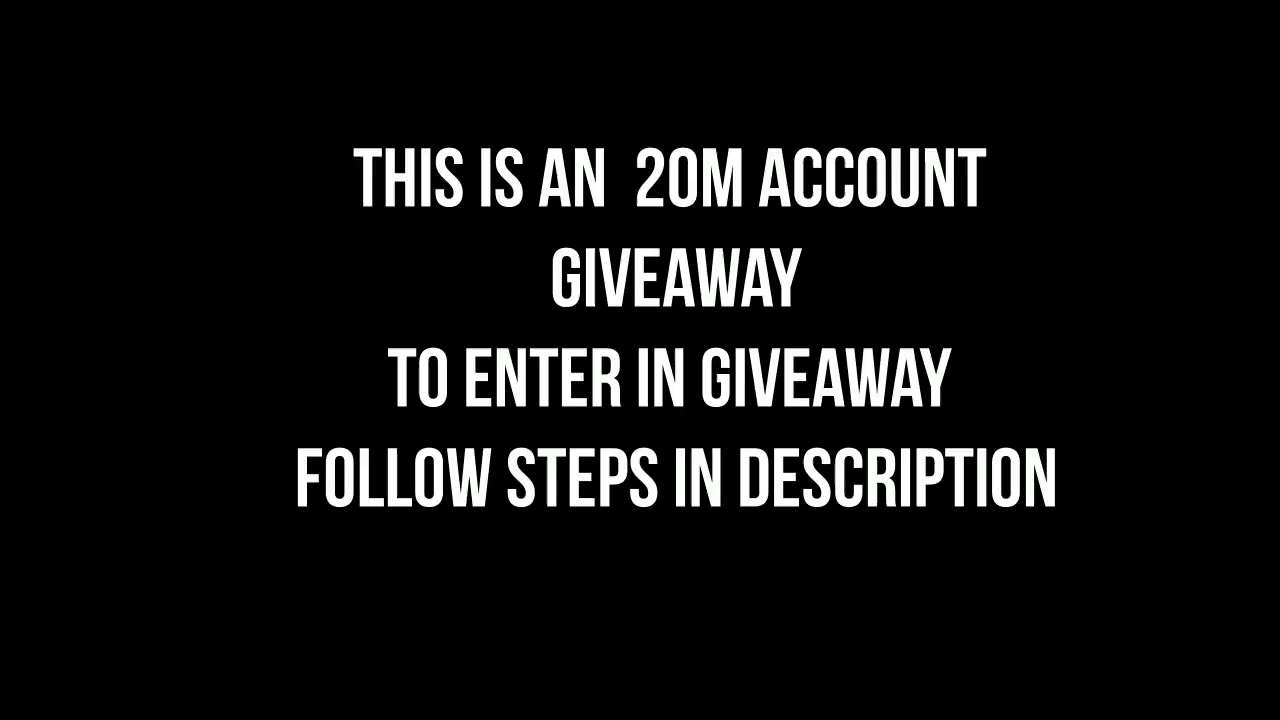 THIS IS AN  20M ACCOUNT
GIVEAWAY
TO ENTER IN GIVEAWAY
FOLLOW STEPS IN DESCRIPTION